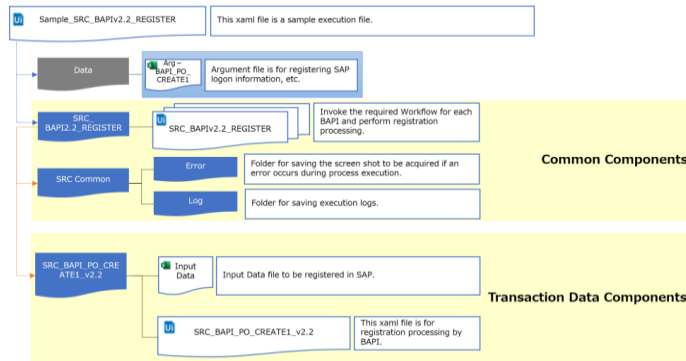 Sample_SRC_BAPIv2.2_REGISTER
This xaml file is a sample execution file.
Data
Arg –
BAPI_PO_
CREATE1
Argument file is for registering SAP
logon information, etc.
SRC_
BAPI2.2_REGISTER
Ui
SRC_BAPIv2.2_REGISTER
Invoke the required Workflow for each
BAPI and perform registration
processing.
Common Components
SRC Common
Error
Folder for saving the screen shot to be acquired if an
error occurs during process execution.
Log
Folder for saving execution logs.
SRC_BAPI_PO_CRE
ATE1_v2.2
Input
Data
Input Data file to be registered in SAP.
Transaction Data Components
Ui
SRC_BAPI_PO_CREATE1_v2.2
This xaml file is for
registration processing by
BAPI.
Ui